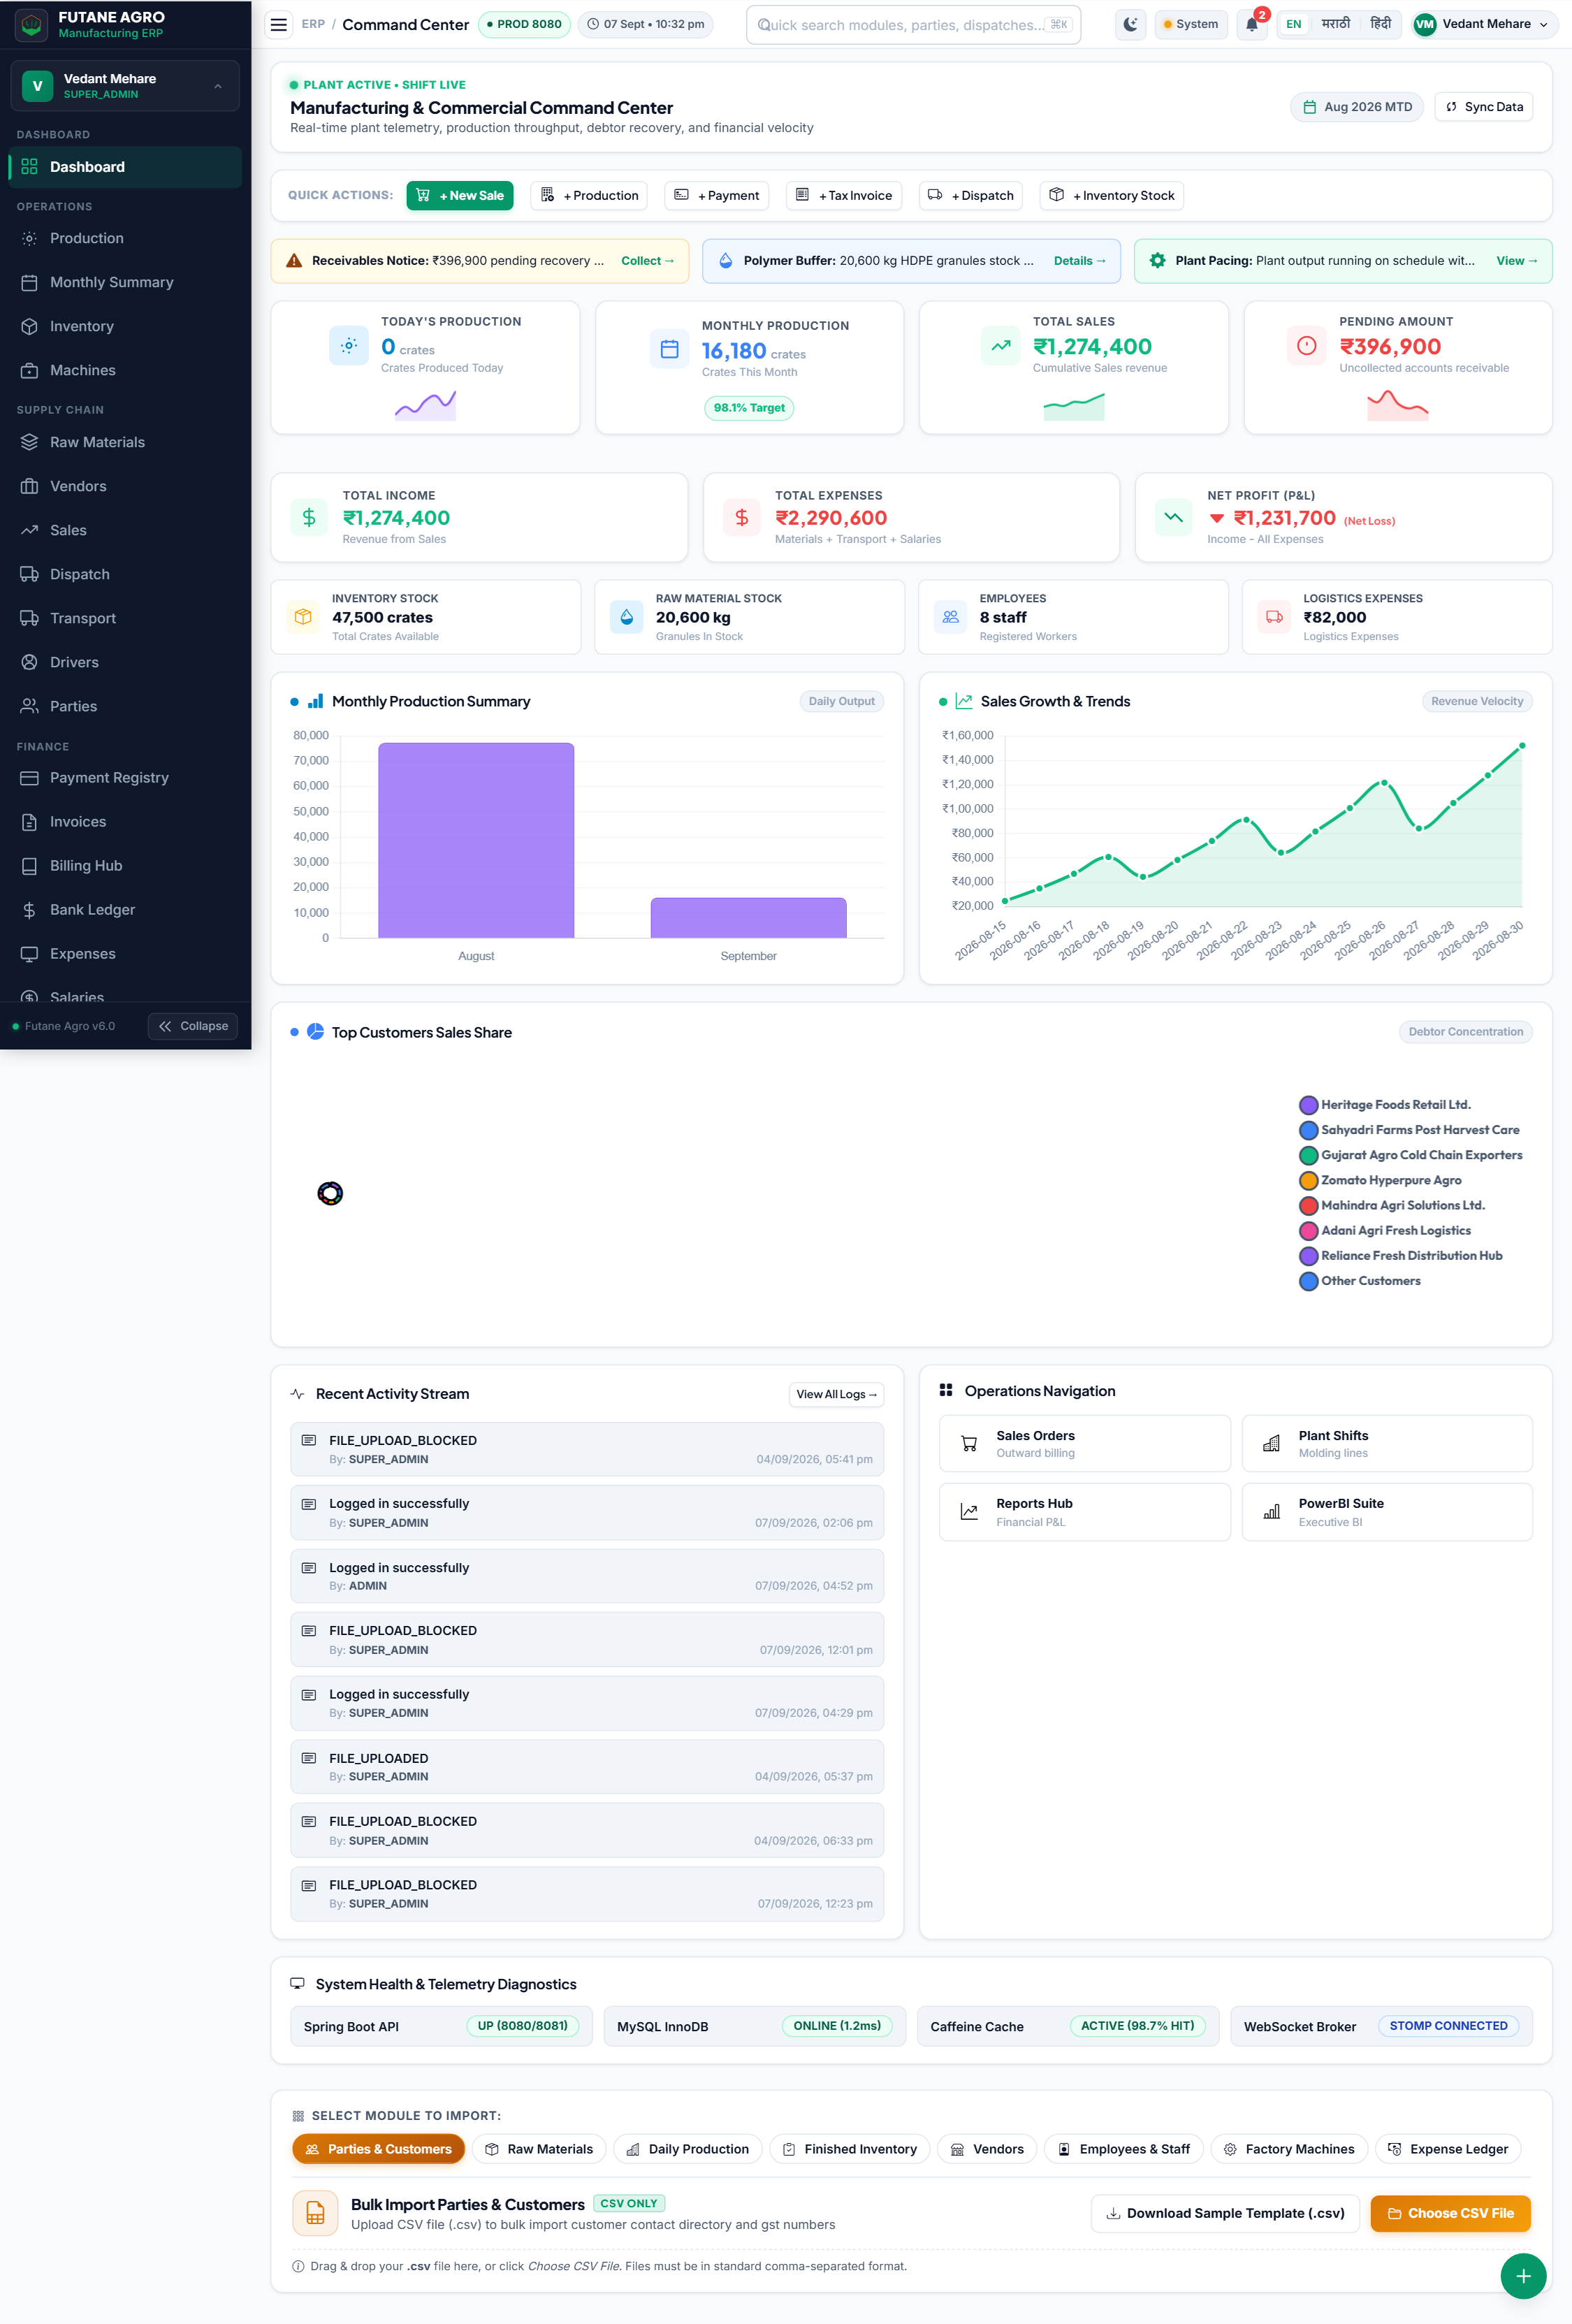 FUTANE AGRO
Manufacturing ERP
Vedant Mehare
SUPER_ADMIN
DASHBOARD
Dashboard
OPERATIONS
Production
Monthly Summary
Inventory
Machines
SUPPLY CHAIN
Raw Materials
Vendors
Sales
Dispatch
Transport
Drivers
Parties
FINANCE
Payment Registry
Invoices
Billing Hub
Bank Ledger
Expenses
Salaries
Futane Agro v6.0
Collapse
ERP / Command Center
PROD 8080
07 Sept • 10:32 pm
Quick search modules, parties, dispatches... ⌘K
System
2
EN मराठी हिंदी
VM Vedant Mehare
PLANT ACTIVE • SHIFT LIVE
Manufacturing & Commercial Command Center
Real-time plant telemetry, production throughput, debtor recovery, and financial velocity
Aug 2026 MTD
Sync Data
QUICK ACTIONS: + New Sale + Production + Payment + Tax Invoice + Dispatch + Inventory Stock
Receivables Notice: ₹396,900 pending recovery ... Collect →
Polymer Buffer: 20,600 kg HDPE granules stock ... Details →
Plant Pacing: Plant output running on schedule wit... View →
TODAY'S PRODUCTION
0 crates
Crates Produced Today
MONTHLY PRODUCTION
16,180 crates
Crates This Month
98.1% Target
TOTAL SALES
₹1,274,400
Cumulative Sales revenue
PENDING AMOUNT
₹396,900
Uncollected accounts receivable
TOTAL INCOME
₹1,274,400
Revenue from Sales
TOTAL EXPENSES
₹2,290,600
Materials + Transport + Salaries
NET PROFIT (P&L)
▼ ₹1,231,700 (Net Loss)
Income - All Expenses
INVENTORY STOCK
47,500 crates
Total Crates Available
RAW MATERIAL STOCK
20,600 kg
Granules In Stock
EMPLOYEES
8 staff
Registered Workers
LOGISTICS EXPENSES
₹82,000
Logistics Expenses
Monthly Production Summary
Daily Output
80,000
70,000
60,000
50,000
40,000
30,000
20,000
10,000
0
August September
Sales Growth & Trends
Revenue Velocity
₹1,60,000
₹1,40,000
₹1,20,000
₹1,00,000
₹80,000
₹60,000
₹40,000
₹20,000
2026-08-15 2026-08-16 2026-08-17 2026-08-18 2026-08-19 2026-08-20 2026-08-21 2026-08-22 2026-08-23 2026-08-24 2026-08-25 2026-08-26 2026-08-27 2026-08-28 2026-08-29 2026-08-30
Top Customers Sales Share
Debtor Concentration
Heritage Foods Retail Ltd.
Sahyadri Farms Post Harvest Care
Gujarat Agro Cold Chain Exporters
Zomato Hyperpure Agro
Mahindra Agri Solutions Ltd.
Adani Agri Fresh Logistics
Reliance Fresh Distribution Hub
Other Customers
Recent Activity Stream
View All Logs →
FILE_UPLOAD_BLOCKED
By: SUPER_ADMIN 04/09/2026, 05:41 pm
Logged in successfully
By: SUPER_ADMIN 07/09/2026, 02:06 pm
Logged in successfully
By: ADMIN 07/09/2026, 04:52 pm
FILE_UPLOAD_BLOCKED
By: SUPER_ADMIN 07/09/2026, 12:01 pm
Logged in successfully
By: SUPER_ADMIN 07/09/2026, 04:29 pm
FILE_UPLOADED
By: SUPER_ADMIN 04/09/2026, 05:37 pm
FILE_UPLOAD_BLOCKED
By: SUPER_ADMIN 04/09/2026, 06:33 pm
FILE_UPLOAD_BLOCKED
By: SUPER_ADMIN 07/09/2026, 12:23 pm
Operations Navigation
Sales Orders
Outward billing
Plant Shifts
Molding lines
Reports Hub
Financial P&L
PowerBI Suite
Executive BI
System Health & Telemetry Diagnostics
Spring Boot API UP (8080/8081)
MySQL InnoDB ONLINE (1.2ms)
Caffeine Cache ACTIVE (98.7% HIT)
WebSocket Broker STOMP CONNECTED
SELECT MODULE TO IMPORT:
Parties & Customers Raw Materials Daily Production Finished Inventory Vendors Employees & Staff Factory Machines Expense Ledger
Bulk Import Parties & Customers CSV ONLY
Upload CSV file (.csv) to bulk import customer contact directory and gst numbers
Download Sample Template (.csv)
Choose CSV File
Drag & drop your .csv file here, or click Choose CSV File. Files must be in standard comma-separated format.